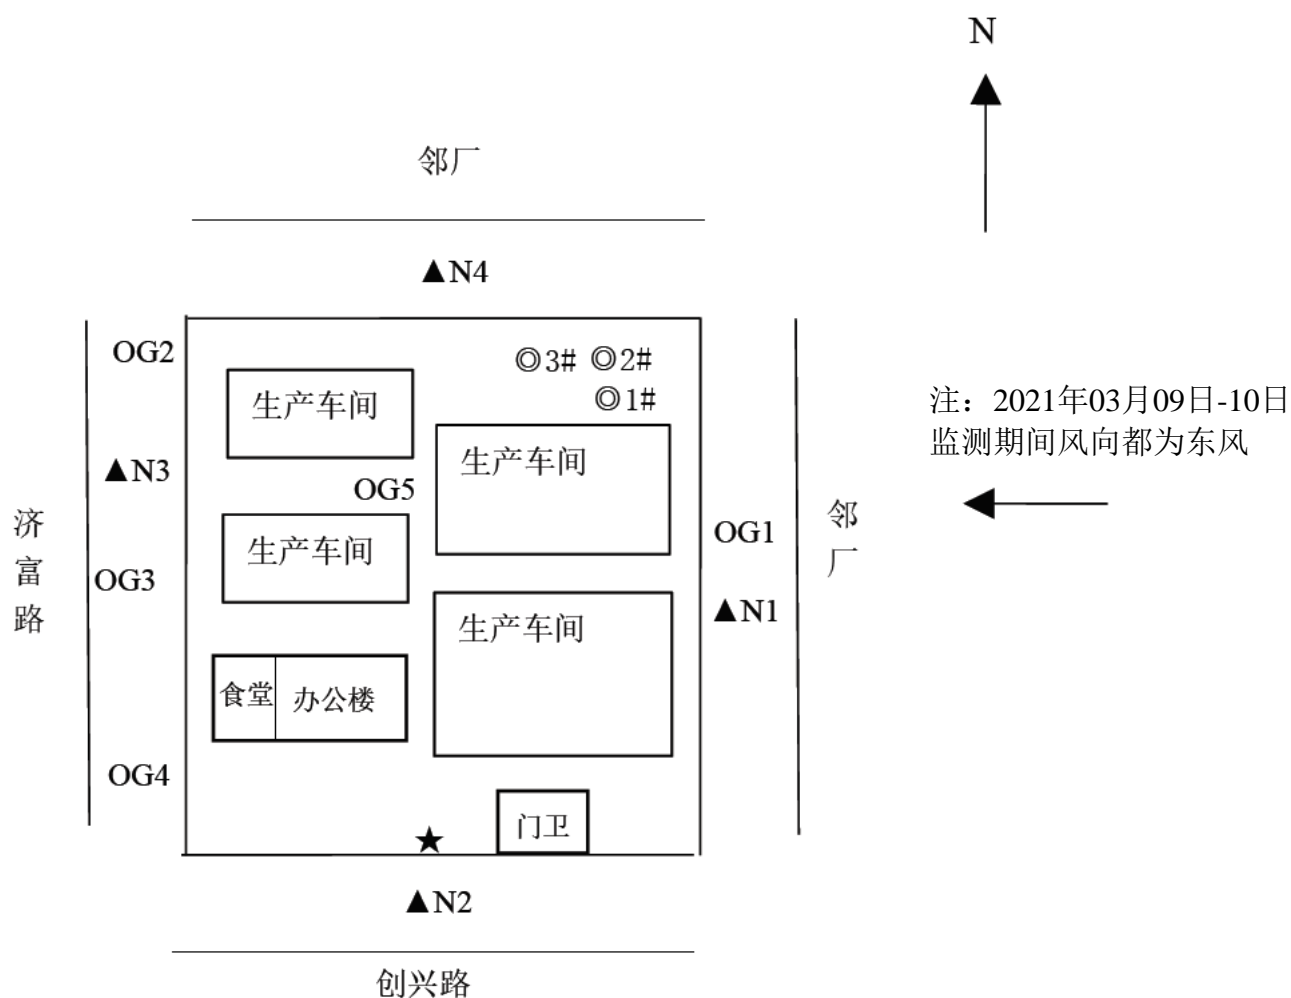 N
邻厂
▲N4
OG2
◎3# ◎2#
◎1#
生产车间
生产车间
注：2021年03月09日-10日
监测期间风向都为东风
▲N3
OG5
济富路
生产车间
OG1
邻厂
OG3
▲N1
生产车间
食堂
办公楼
OG4
门卫
★
▲N2
创兴路